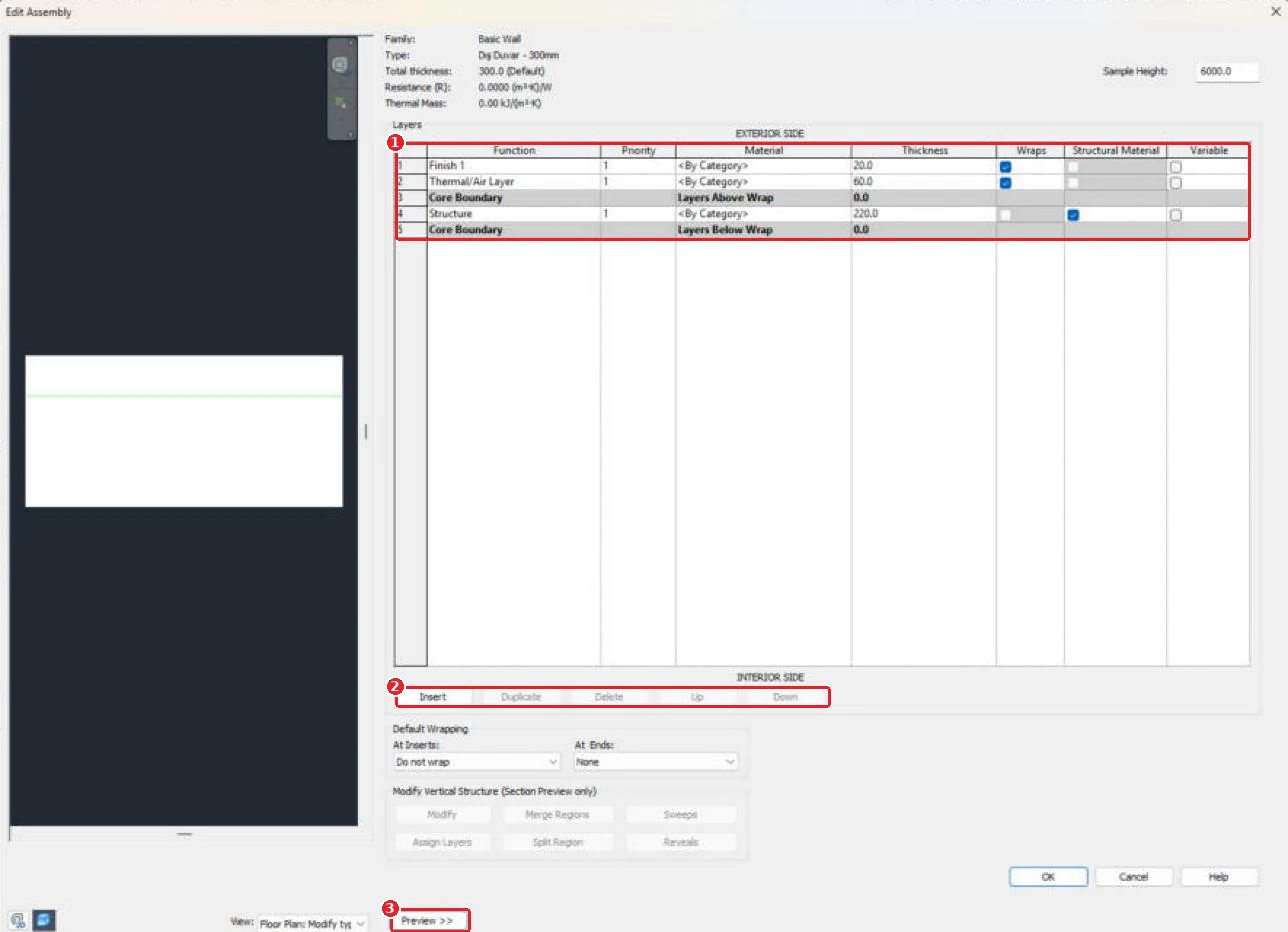 Edit Assembly
Family: Basic Wall
Type: Dış Duvar - 300mm
Total thickness: 300.0 (Default)
Resistance (R): 0.0000 (m²·K)/W
Thermal Mass: 0.00 kJ/(m²·K)
Sample Height: 6000.0
Layers
EXTERIOR SIDE
1
Function Priority Material Thickness Wraps Structural Material Variable
1 Finish 1 1 <By Category> 20.0
2 Thermal/Air Layer 1 <By Category> 60.0
3 Core Boundary Layers Above Wrap 0.0
4 Structure 1 <By Category> 220.0
5 Core Boundary Layers Below Wrap 0.0
INTERIOR SIDE
2
Insert Duplicate Delete Up Down
Default Wrapping
At Inserts: At Ends:
Do not wrap None
Modify Vertical Structure (Section Preview only)
Modify Merge Regions Sweeps
Assign Layers Split Region Reveals
OK Cancel Help
3
View: Floor Plan: Modify typ Preview >>